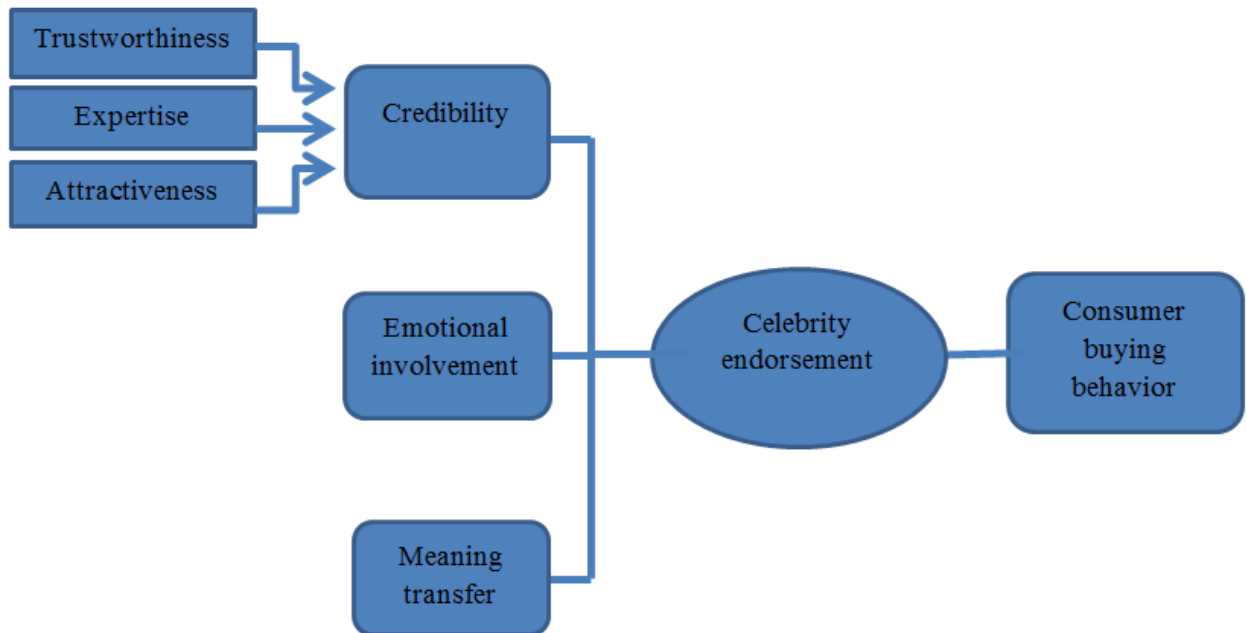 Trustworthiness
Expertise
Attractiveness
Credibility
Emotional
involvement
Meaning
transfer
Celebrity
endorsement
Consumer
buying
behavior